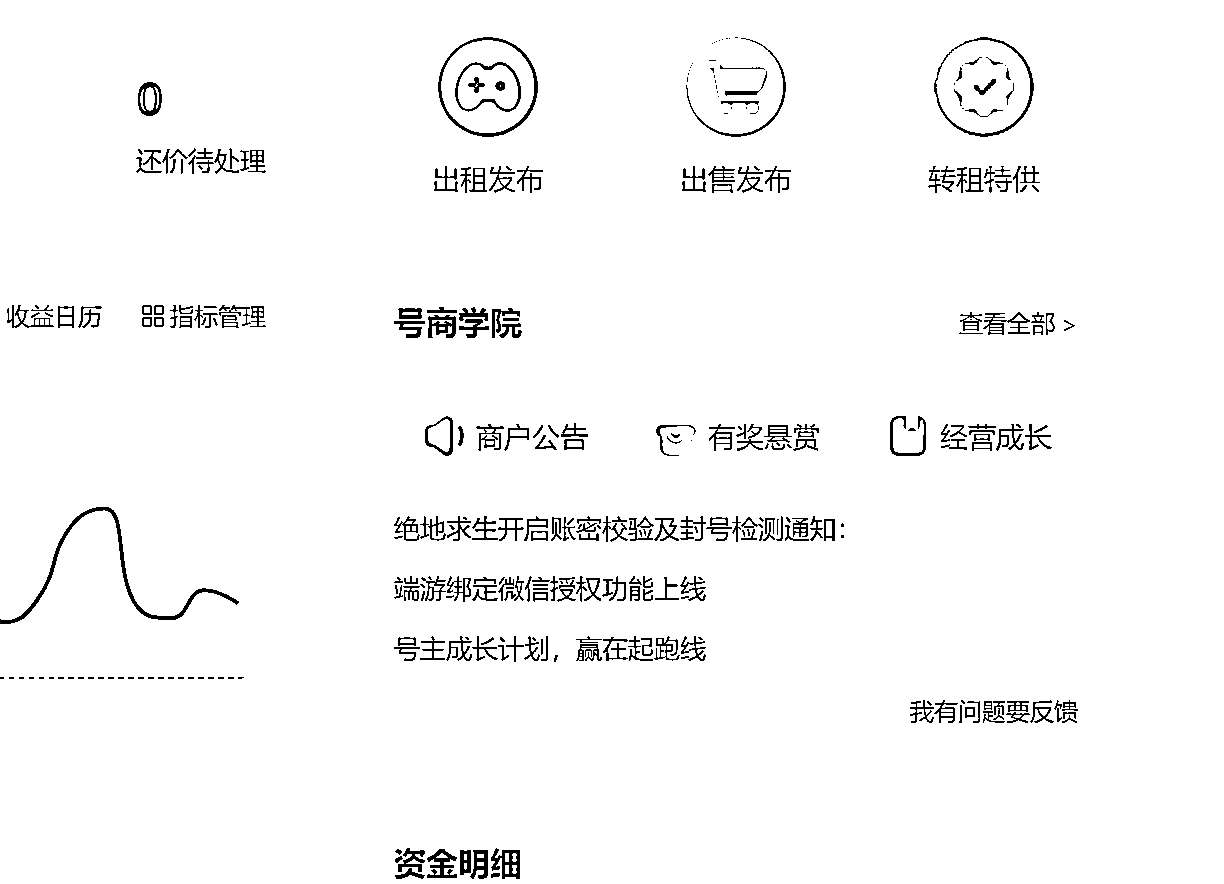 0
还价待处理
出租发布
出售发布
转租特供
收益日历
指标管理
号商学院
查看全部 >
商户公告
有奖悬赏
经营成长
绝地求生开启账密校验及封号检测通知：
端游绑定微信授权功能上线
号主成长计划，赢在起跑线
我有问题要反馈
资金明细